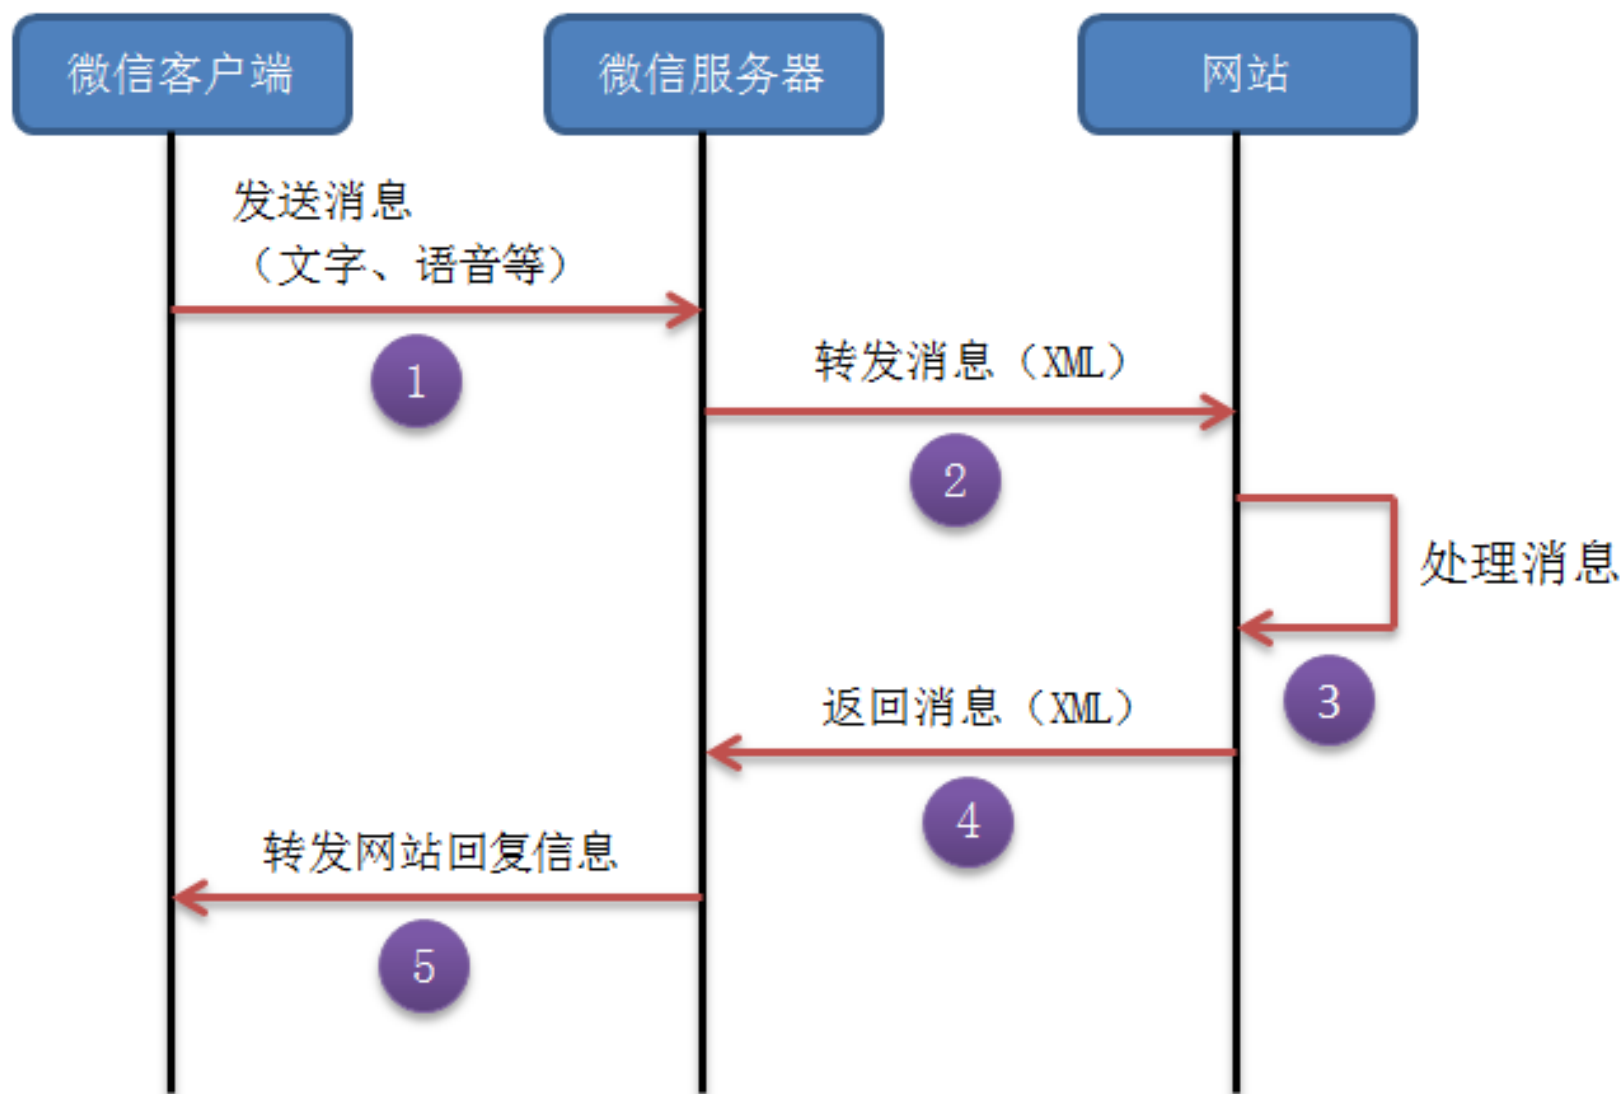 微信客户端
微信服务器
网站
发送消息
（文字、语音等）
1
转发消息（XML）
2
处理消息
3
返回消息（XML）
4
转发网站回复信息
5